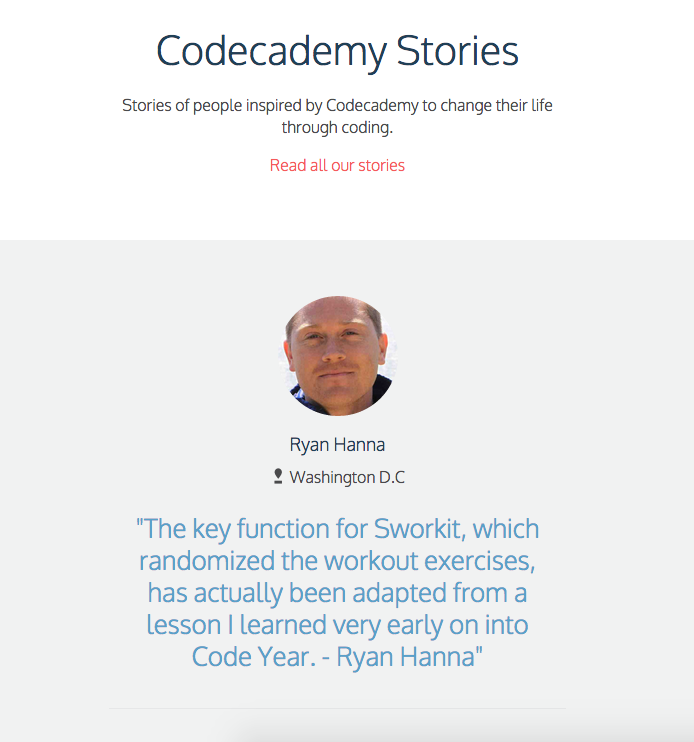 Codecademy Stories
Stories of people inspired by Codecademy to change their life
through coding.
Read all our stories
Ryan Hanna
Washington D.C
"The key function for Sworkit, which
randomized the workout exercises,
has actually been adapted from a
lesson I learned very early on into
Code Year. - Ryan Hanna"